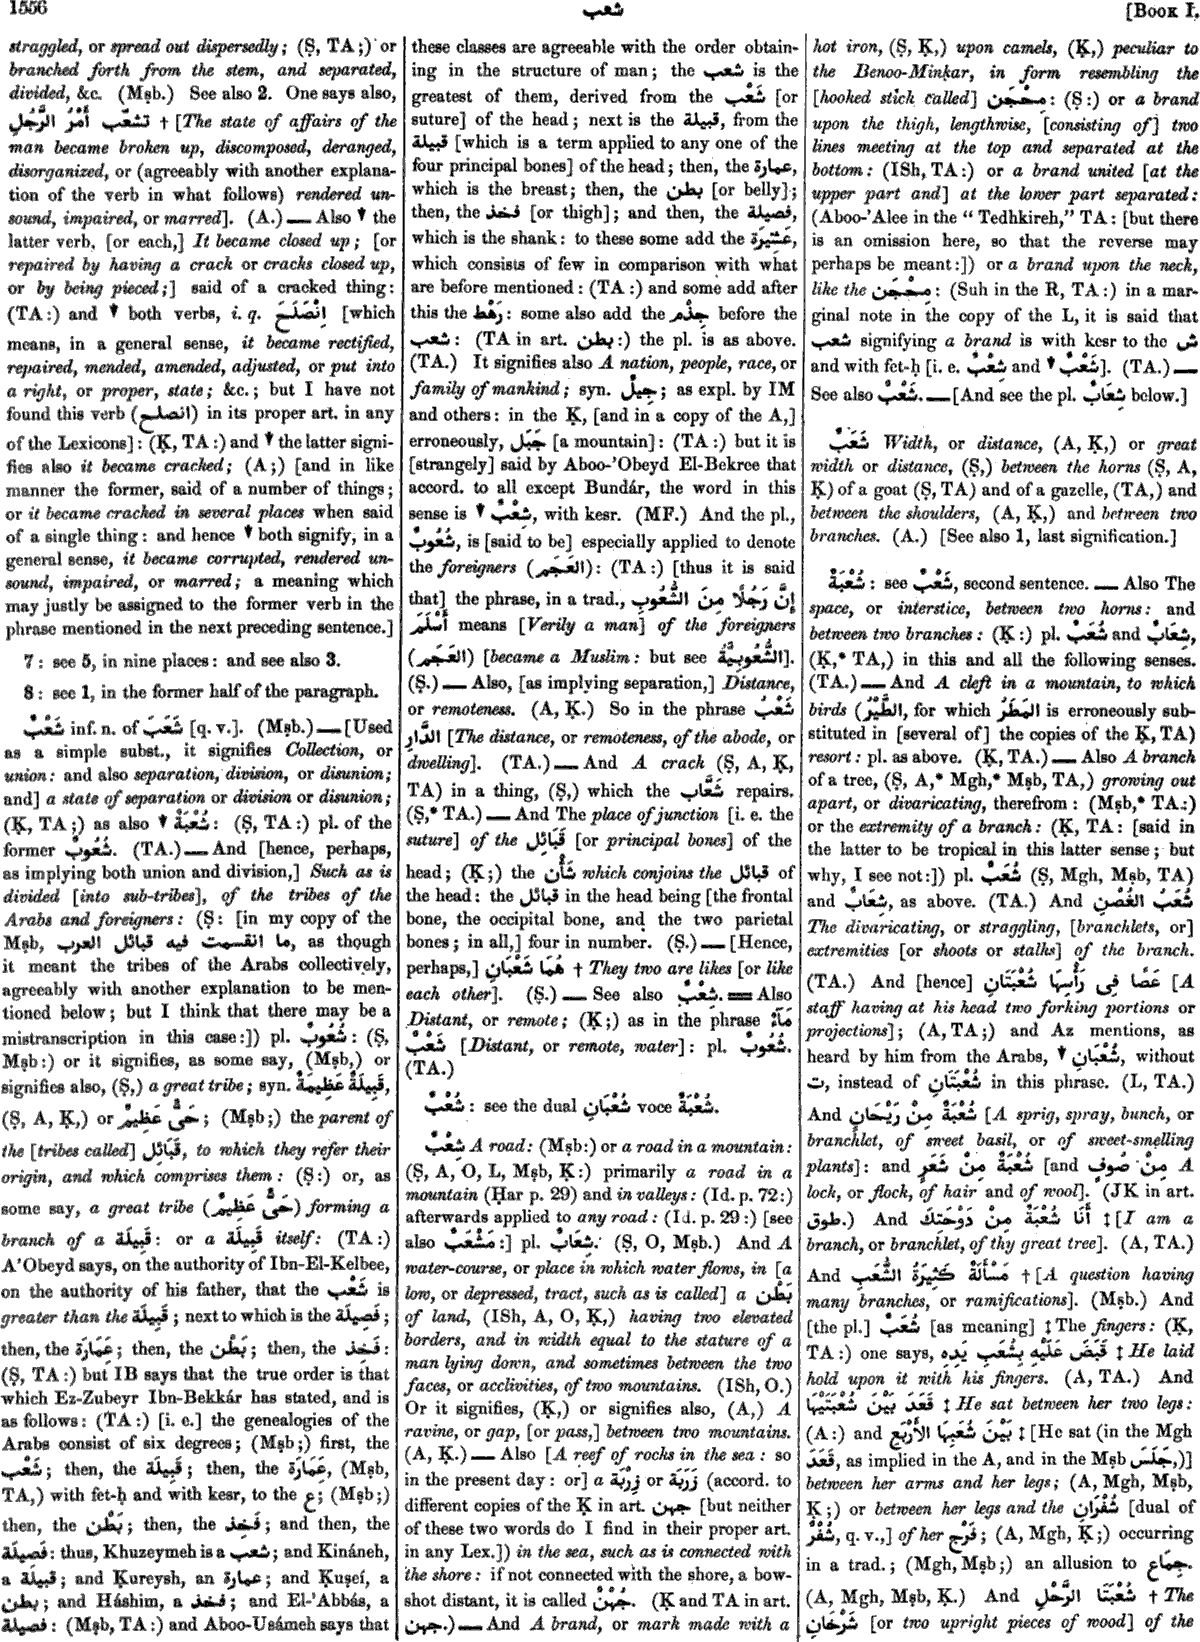 1556
شعب
[BOOK I.
straggled, or spread out dispersedly; (Ṣ, TA;) or
branched forth from the stem, and separated,
divided, &c. (Mṣb.) See also 2. One says also,
تشعّب أَمْرُ الرَّجُلِ † [The state of affairs of the
man became broken up, discomposed, deranged,
disorganized, or (agreeably with another explana-
tion of the verb in what follows) rendered un-
sound, impaired, or marred]. (A.) — Also ▼ the
latter verb, [or each,] It became closed up; [or
repaired by having a crack or cracks closed up,
or by being pieced;] said of a cracked thing:
(TA:) and ▼ both verbs, i. q. اِنْصَلَحَ [which
means, in a general sense, it became rectified,
repaired, mended, amended, adjusted, or put into
a right, or proper, state; &c.; but I have not
found this verb (انصلح) in its proper art. in any
of the Lexicons]: (Ḳ, TA:) and ▼ the latter signi-
fies also it became cracked; (A;) [and in like
manner the former, said of a number of things;
or it became cracked in several places when said
of a single thing: and hence ▼ both signify, in a
general sense, it became corrupted, rendered un-
sound, impaired, or marred; a meaning which
may justly be assigned to the former verb in the
phrase mentioned in the next preceding sentence.]
7: see 5, in nine places: and see also 3.
8: see 1, in the former half of the paragraph.
شَعْبٌ inf. n. of شَعَبَ [q. v.]. (Mṣb.) — [Used
as a simple subst., it signifies Collection, or
union: and also separation, division, or disunion;
and] a state of separation or division or disunion;
(Ḳ, TA;) as also ▼ شُعْبَةٌ: (Ṣ, TA:) pl. of the
former شُعُوبٌ. (TA.) — And [hence, perhaps,
as implying both union and division,] Such as is
divided [into sub-tribes], of the tribes of the
Arabs and foreigners: (Ṣ: [in my copy of the
Mṣb, ما انقسمت فيه قبائل العرب, as though
it meant the tribes of the Arabs collectively,
agreeably with another explanation to be men-
tioned below; but I think that there may be a
mistranscription in this case:]) pl. شُعُوبٌ: (Ṣ,
Mṣb:) or it signifies, as some say, (Mṣb,) or
signifies also, (Ṣ,) a great tribe; syn. قَبِيلَةٌ عَظِيمَةٌ,
(Ṣ, A, Ḳ,) or حَىٌّ عَظِيمٌ; (Mṣb;) the parent of
the [tribes called] قَبَائِل, to which they refer their
origin, and which comprises them: (Ṣ:) or, as
some say, a great tribe (حَىٌّ عَظِيمٌ) forming a
branch of a قَبِيلَة: or a قَبِيلَة itself: (TA:)
A'Obeyd says, on the authority of Ibn-El-Kelbee,
on the authority of his father, that the شَعْب is
greater than the قَبِيلَة; next to which is the فَصِيلَة;
then, the عَمَارَة; then, the بَطْن; then, the فَخِذ:
(Ṣ, TA:) but IB says that the true order is that
which Ez-Zubeyr Ibn-Bekkár has stated, and is
as follows: (TA:) [i. e.] the genealogies of the
Arabs consist of six degrees; (Mṣb;) first, the
شَعْب; then, the قَبِيلَة; then, the عَمَارَة, (Mṣb,
TA,) with fet-ḥ and with kesr, to the ع; (Mṣb;)
then, the بَطْن; then, the فَخِذ; and then, the
فَصِيلَة: thus, Khuzeymeh is a شعب; and Kináneh,
a قبيلة; and Ḳureysh, an عمارة; and Ḳuṣeí, a
بطن; and Háshim, a فخذ; and El-'Abbás, a
فصيلة: (Mṣb, TA:) and Aboo-Usámeh says that
these classes are agreeable with the order obtain-
ing in the structure of man; the شعب is the
greatest of them, derived from the شَعْب [or
suture] of the head; next is the قبيلة, from the
قبيلة [which is a term applied to any one of the
four principal bones] of the head; then, the عمارة,
which is the breast; then, the بطن [or belly];
then, the فخذ [or thigh]; and then, the فصيلة,
which is the shank: to these some add the عَشِيرَة,
which consists of few in comparison with what
are before mentioned: (TA:) and some add after
this the رَهْط: some also add the جِذْم before the
شعب: (TA in art. بطن:) the pl. is as above.
(TA.) It signifies also A nation, people, race, or
family of mankind; syn. جِيلٌ; as expl. by IM
and others: in the Ḳ, [and in a copy of the A,]
erroneously, جَبَل [a mountain]: (TA:) but it is
[strangely] said by Aboo-'Obeyd El-Bekree that
accord. to all except Bundár, the word in this
sense is ▼ شِعْبٌ, with kesr. (MF.) And the pl.,
شُعُوبٌ, is [said to be] especially applied to denote
the foreigners (العَجَم): (TA:) [thus it is said
that] the phrase, in a trad., إِنَّ رَجُلًا مِنَ الشُّعُوبِ
أَسْلَمَ means [Verily a man] of the foreigners
(العَجَم) [became a Muslim: but see الشُّعُوبِيَّةُ].
(Ṣ.) — Also, [as implying separation,] Distance,
or remoteness. (A, Ḳ.) So in the phrase شَعْبُ
الدَّارِ [The distance, or remoteness, of the abode, or
dwelling]. (TA.) — And A crack (Ṣ, A, Ḳ,
TA) in a thing, (Ṣ,) which the شَعَّاب repairs.
(Ṣ,* TA.) — And The place of junction [i. e. the
suture] of the قَبَائِل [or principal bones] of the
head; (Ḳ;) the شَأْن which conjoins the قبائل of
the head: the قبائل in the head being [the frontal
bone, the occipital bone, and the two parietal
bones; in all,] four in number. (Ṣ.) — [Hence,
perhaps,] هُمَا شَعْبَانِ † They two are likes [or like
each other]. (Ṣ.) — See also شِعْبٌ. = Also
Distant, or remote; (Ḳ;) as in the phrase مَآءٌ
شَعْبٌ [Distant, or remote, water]: pl. شُعُوبٌ.
(TA.)
شُعْبٌ: see the dual شُعْبَانِ voce شُعْبَةٌ.
شِعْبٌ A road: (Mṣb:) or a road in a mountain:
(Ṣ, A, O, L, Mṣb, Ḳ:) primarily a road in a
mountain (Ḥar p. 29) and in valleys: (Id. p. 72:)
afterwards applied to any road: (Id. p. 29:) [see
also مَشْعَبٌ:] pl. شِعَابٌ. (Ṣ, O, Mṣb.) And A
water-course, or place in which water flows, in [a
low, or depressed, tract, such as is called] a بَطْن
of land, (ISh, A, O, Ḳ,) having two elevated
borders, and in width equal to the stature of a
man lying down, and sometimes between the two
faces, or acclivities, of two mountains. (ISh, O.)
Or it signifies, (Ḳ,) or signifies also, (A,) A
ravine, or gap, [or pass,] between two mountains.
(A, Ḳ.) — Also [A reef of rocks in the sea: so
in the present day: or] a زَرَبَة or زِرْبَة (accord. to
different copies of the Ḳ in art. جهن [but neither
of these two words do I find in their proper art.
in any Lex.]) in the sea, such as is connected with
the shore: if not connected with the shore, a bow-
shot distant, it is called جُهْنٌ. (Ḳ and TA in art.
جهن.) — And A brand, or mark made with a
hot iron, (Ṣ, Ḳ,) upon camels, (Ḳ,) peculiar to
the Benoo-Minḳar, in form resembling the
[hooked stick called] مِحْجَن: (Ṣ:) or a brand
upon the thigh, lengthwise, [consisting of] two
lines meeting at the top and separated at the
bottom: (ISh, TA:) or a brand united [at the
upper part and] at the lower part separated:
(Aboo-'Alee in the "Tedhkireh," TA: [but there
is an omission here, so that the reverse may
perhaps be meant:]) or a brand upon the neck,
like the مِحْجَن: (Suh in the R, TA:) in a mar-
ginal note in the copy of the L, it is said that
شعب signifying a brand is with kesr to the ش
and with fet-ḥ [i. e. شِعْبٌ and ▼ شَعْبٌ]. (TA.) —
See also شَعْبٌ. — [And see the pl. شِعَابٌ below.]
شَعَبٌ Width, or distance, (A, Ḳ,) or great
width or distance, (Ṣ,) between the horns (Ṣ, A,
Ḳ) of a goat (Ṣ, TA) and of a gazelle, (TA,) and
between the shoulders, (A, Ḳ,) and between two
branches. (A.) [See also 1, last signification.]
شُعْبَةٌ: see شَعْبٌ, second sentence. — Also The
space, or interstice, between two horns: and
between two branches: (Ḳ:) pl. شُعَبٌ and شِعَابٌ,
(Ḳ,* TA,) in this and all the following senses.
(TA.) — And A cleft in a mountain, to which
birds (الطَّيْرُ, for which المَطَرُ is erroneously sub-
stituted in [several of] the copies of the Ḳ, TA)
resort: pl. as above. (Ḳ, TA.) — Also A branch
of a tree, (Ṣ, A,* Mgh,* Mṣb, TA,) growing out
apart, or divaricating, therefrom: (Mṣb,* TA:)
or the extremity of a branch: (Ḳ, TA: [said in
the latter to be tropical in this latter sense; but
why, I see not:]) pl. شُعَبٌ (Ṣ, Mgh, Mṣb, TA)
and شِعَابٌ, as above. (TA.) And شُعَبُ الغُصْنِ
The divaricating, or straggling, [branchlets, or]
extremities [or shoots or stalks] of the branch.
(TA.) And [hence] عَصًا فِى رَأْسِهَا شُعْبَتَانِ [A
staff having at his head two forking portions or
projections]; (A, TA;) and Az mentions, as
heard by him from the Arabs, ▼ شُعْبَانِ, without
ت, instead of شُعْبَتَانِ in this phrase. (L, TA.)
And شُعْبَةٌ مِنْ رَيْحَانٍ [A sprig, spray, bunch, or
branchlet, of sweet basil, or of sweet-smelling
plants]: and شُعْبَةٌ مِنْ شَعَرٍ [and مِنْ صُوفٍ A
lock, or flock, of hair and of wool]. (JK in art.
طوق.) And أَنَا شُعْبَةٌ مِنْ دَوْحَتِكَ ‡ [I am a
branch, or branchlet, of thy great tree]. (A, TA.)
And مَسْأَلَةٌ كَثِيرَةُ الشُّعَبِ † [A question having
many branches, or ramifications]. (Mṣb.) And
[the pl.] شُعَبٌ [as meaning] ‡ The fingers: (Ḳ,
TA:) one says, قَبَضَ عَلَيْهِ بِشُعَبِ يَدِهِ ‡ He laid
hold upon it with his fingers. (A, TA.) And
قَعَدَ بَيْنَ شُعْبَتَيْهَا ‡ He sat between her two legs:
(A:) and بَيْنَ شُعَبِهَا الأَرْبَعِ ‡ [He sat (in the Mgh
قَعَدَ, as implied in the A, and in the Mṣb جَلَسَ,)]
between her arms and her legs; (A, Mgh, Mṣb,
Ḳ;) or between her legs and the شُفْرَانِ [dual of
شُفْرٌ, q. v.,] of her فَرْج; (A, Mgh, Ḳ;) occurring
in a trad.; (Mgh, Mṣb;) an allusion to جِمَاع.
(A, Mgh, Mṣb, Ḳ.) And شُعْبَتَا الرَّحْلِ † The
شَرْخَانِ [or two upright pieces of wood] of the